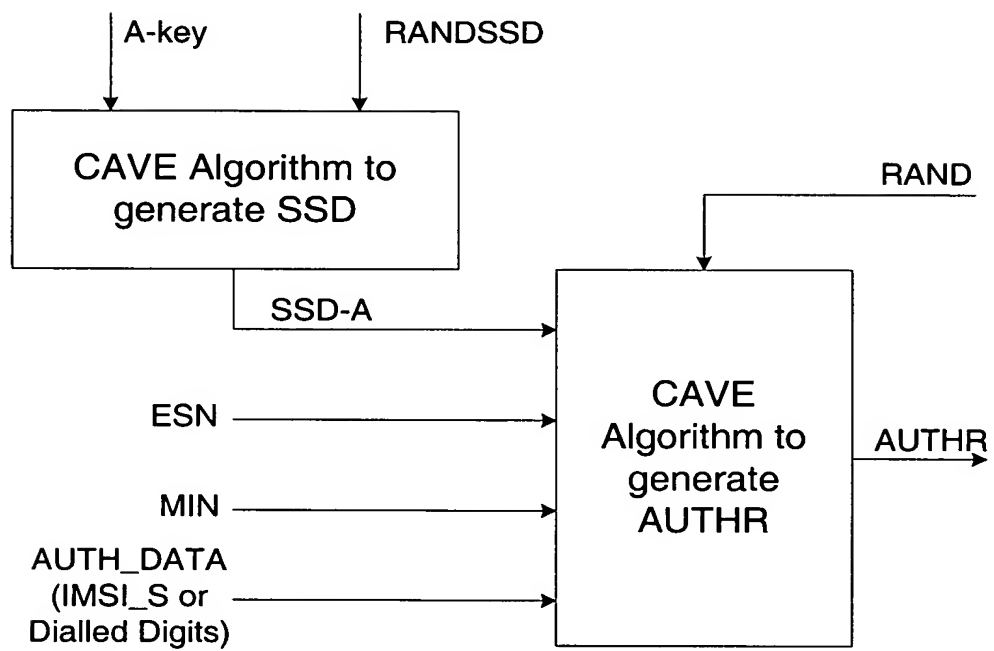 A-key
RANDSSD
CAVE Algorithm to
generate SSD
RAND
SSD-A
ESN
MIN
AUTH_DATA
(IMSI_S or
Dialled Digits)
CAVE
Algorithm to
generate
AUTHR
AUTHR